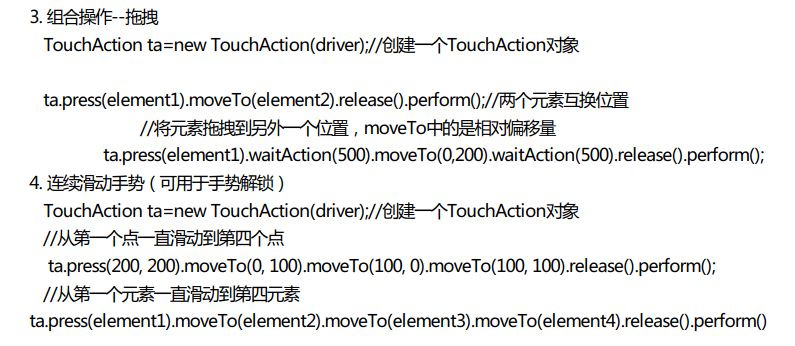 3. 组合操作--拖拽
TouchAction ta=new TouchAction(driver);//创建一个TouchAction对象
ta.press(element1).moveTo(element2).release().perform();//两个元素互换位置
//将元素拖拽到另外一个位置，moveTo中的是相对偏移量
ta.press(element1).waitAction(500).moveTo(0,200).waitAction(500).release().perform();
4. 连续滑动手势（可用于手势解锁）
TouchAction ta=new TouchAction(driver);//创建一个TouchAction对象
//从第一个点一直滑动到第四个点
ta.press(200, 200).moveTo(0, 100).moveTo(100, 0).moveTo(100, 100).release().perform();
//从第一个元素一直滑动到第四元素
ta.press(element1).moveTo(element2).moveTo(element3).moveTo(element4).release().perform()